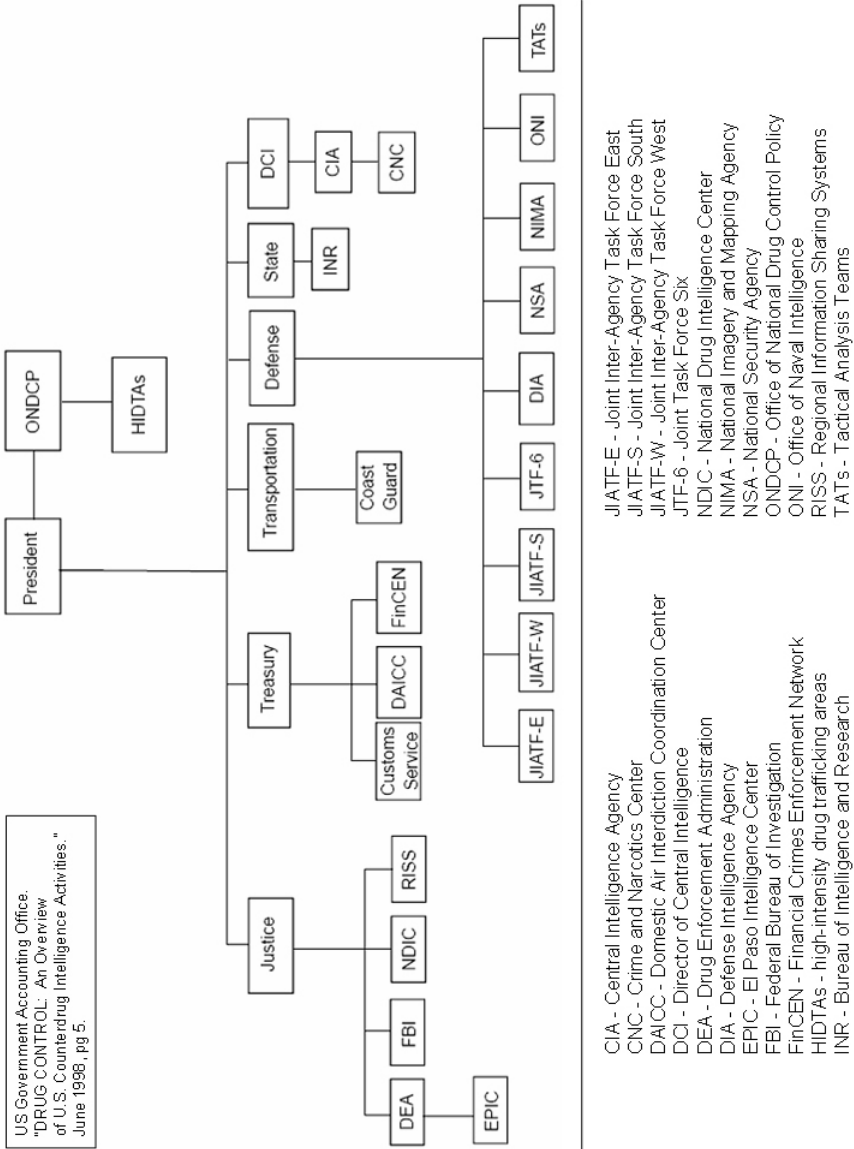 US Government Accounting Office.
"DRUG CONTROL: An Overview
of U.S. Counterdrug Intelligence Activities."
June 1998, pg 5.
President
ONDCP
HIDTAs
Justice
Treasury
Transportation
Defense
State
DCI
DEA
FBI
NDIC
RISS
Customs
Service
DAICC
FinCEN
Coast
Guard
INR
CIA
EPIC
CNC
JIATF-E
JIATF-W
JIATF-S
JTF-6
DIA
NSA
NIMA
ONI
TATs
CIA - Central Intelligence Agency
CNC - Crime and Narcotics Center
DAICC - Domestic Air Interdiction Coordination Center
DCI - Director of Central Intelligence
DEA - Drug Enforcement Administration
DIA - Defense Intelligence Agency
EPIC - El Paso Intelligence Center
FBI - Federal Bureau of Investigation
FinCEN - Financial Crimes Enforcement Network
HIDTAs - high-intensity drug trafficking areas
INR - Bureau of Intelligence and Research
JIATF-E - Joint Inter-Agency Task Force East
JIATF-S - Joint Inter-Agency Task Force South
JIATF-W - Joint Inter-Agency Task Force West
JTF-6 - Joint Task Force Six
NDIC - National Drug Intelligence Center
NIMA - National Imagery and Mapping Agency
NSA - National Security Agency
ONDCP - Office of National Drug Control Policy
ONI - Office of Naval Intelligence
RISS - Regional Information Sharing Systems
TATs - Tactical Analysis Teams